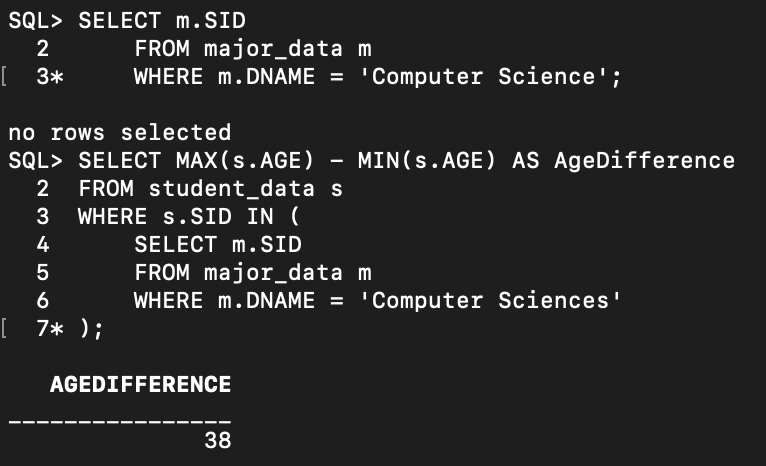 SQL> SELECT m.SID
2 FROM major_data m
[ 3* WHERE m.DNAME = 'Computer Science';
no rows selected
SQL> SELECT MAX(s.AGE) - MIN(s.AGE) AS AgeDifference
2 FROM student_data s
3 WHERE s.SID IN (
4 SELECT m.SID
5 FROM major_data m
6 WHERE m.DNAME = 'Computer Sciences'
[ 7* );
AGEDIFFERENCE
________________
38